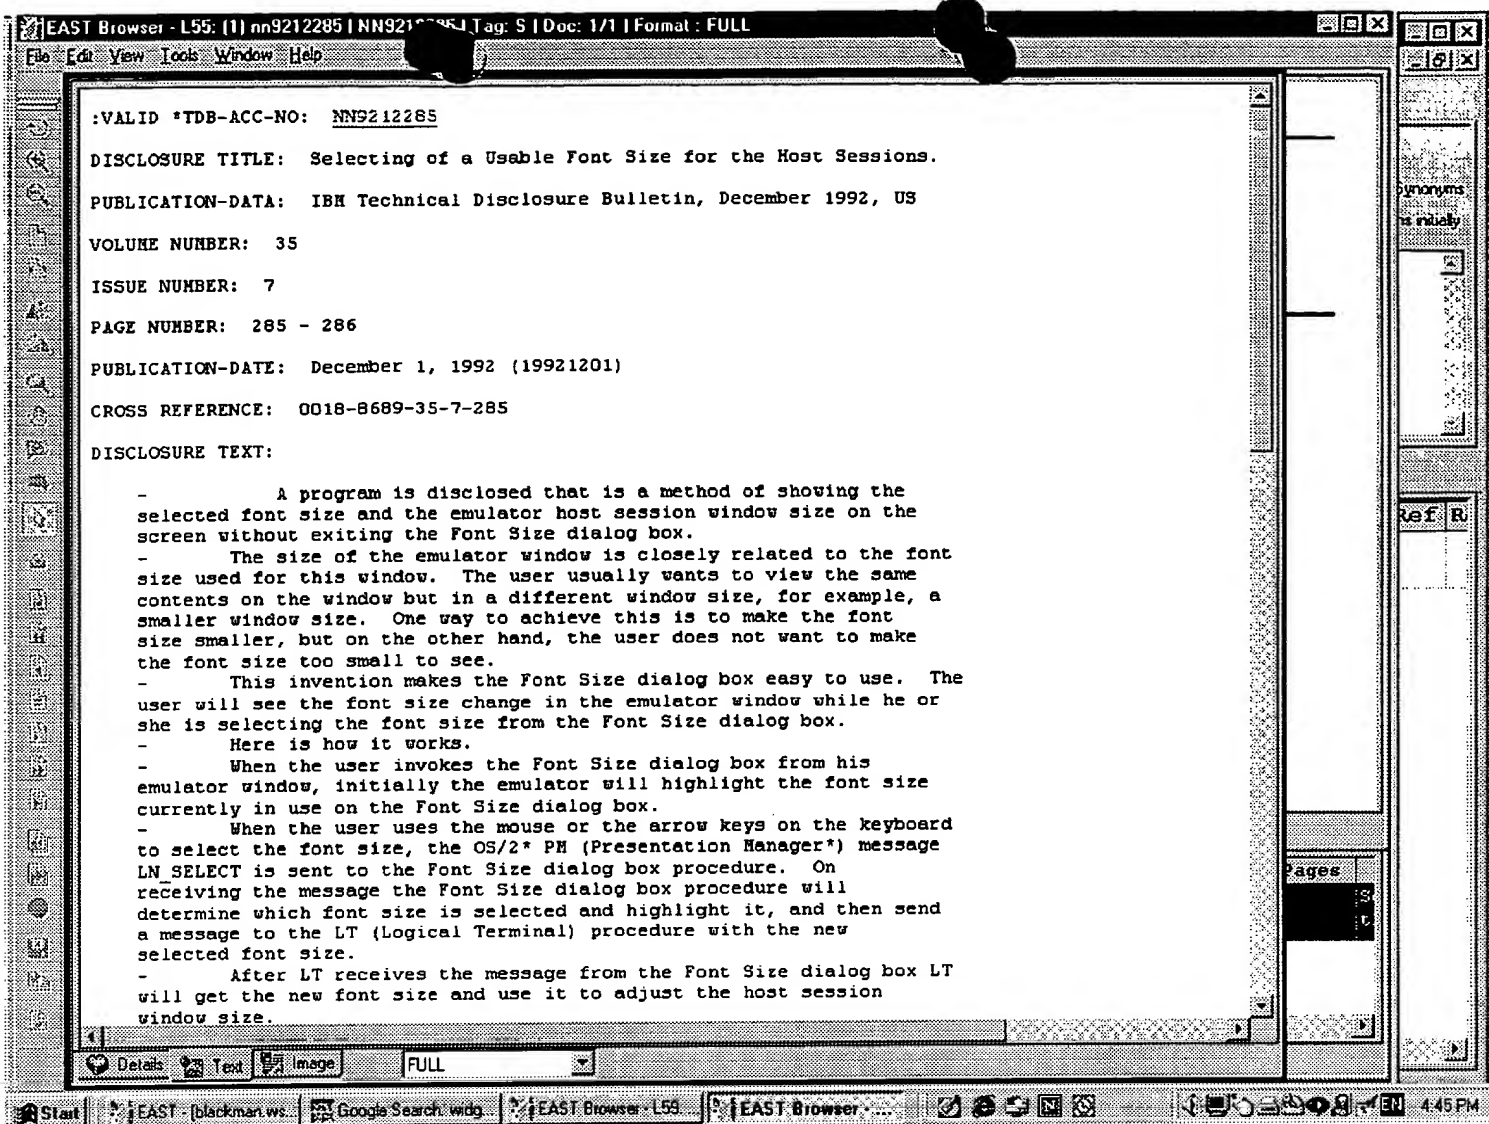 EAST Browser - L55: (1) nn9212285 | NN9212285 | Tag: S | Doc: 1/1 | Format : FULL
File Edit View Tools Window Help
:VALID *TDB-ACC-NO: NN9212285
DISCLOSURE TITLE: Selecting of a Usable Font Size for the Host Sessions.
PUBLICATION-DATA: IBM Technical Disclosure Bulletin, December 1992, US
VOLUME NUMBER: 35
ISSUE NUMBER: 7
PAGE NUMBER: 285 - 286
PUBLICATION-DATE: December 1, 1992 (19921201)
CROSS REFERENCE: 0018-8689-35-7-285
DISCLOSURE TEXT:
- A program is disclosed that is a method of showing the
selected font size and the emulator host session window size on the
screen without exiting the Font Size dialog box.
- The size of the emulator window is closely related to the font
size used for this window. The user usually wants to view the same
contents on the window but in a different window size, for example, a
smaller window size. One way to achieve this is to make the font
size smaller, but on the other hand, the user does not want to make
the font size too small to see.
- This invention makes the Font Size dialog box easy to use. The
user will see the font size change in the emulator window while he or
she is selecting the font size from the Font Size dialog box.
- Here is how it works.
- When the user invokes the Font Size dialog box from his
emulator window, initially the emulator will highlight the font size
currently in use on the Font Size dialog box.
- When the user uses the mouse or the arrow keys on the keyboard
to select the font size, the OS/2* PM (Presentation Manager*) message
LN_SELECT is sent to the Font Size dialog box procedure. On
receiving the message the Font Size dialog box procedure will
determine which font size is selected and highlight it, and then send
a message to the LT (Logical Terminal) procedure with the new
selected font size.
- After LT receives the message from the Font Size dialog box LT
will get the new font size and use it to adjust the host session
window size.
ynonyms
ns initially
Ref R
Pages
S
t
Details Text Image FULL
Start EAST - [blackman.ws... Google Search: widg... EAST Browser - L59... EAST Browser - ... EN 4:45 PM